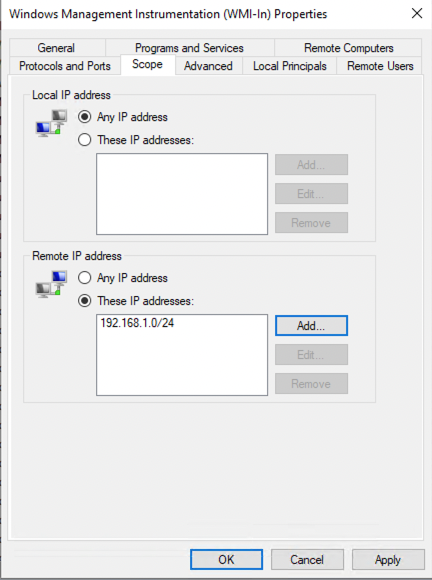 Windows Management Instrumentation (WMI-In) Properties
General Programs and Services Remote Computers
Protocols and Ports Scope Advanced Local Principals Remote Users
Local IP address
Any IP address
These IP addresses:
Add...
Edit...
Remove
Remote IP address
Any IP address
These IP addresses:
192.168.1.0/24
Add...
Edit...
Remove
OK Cancel Apply